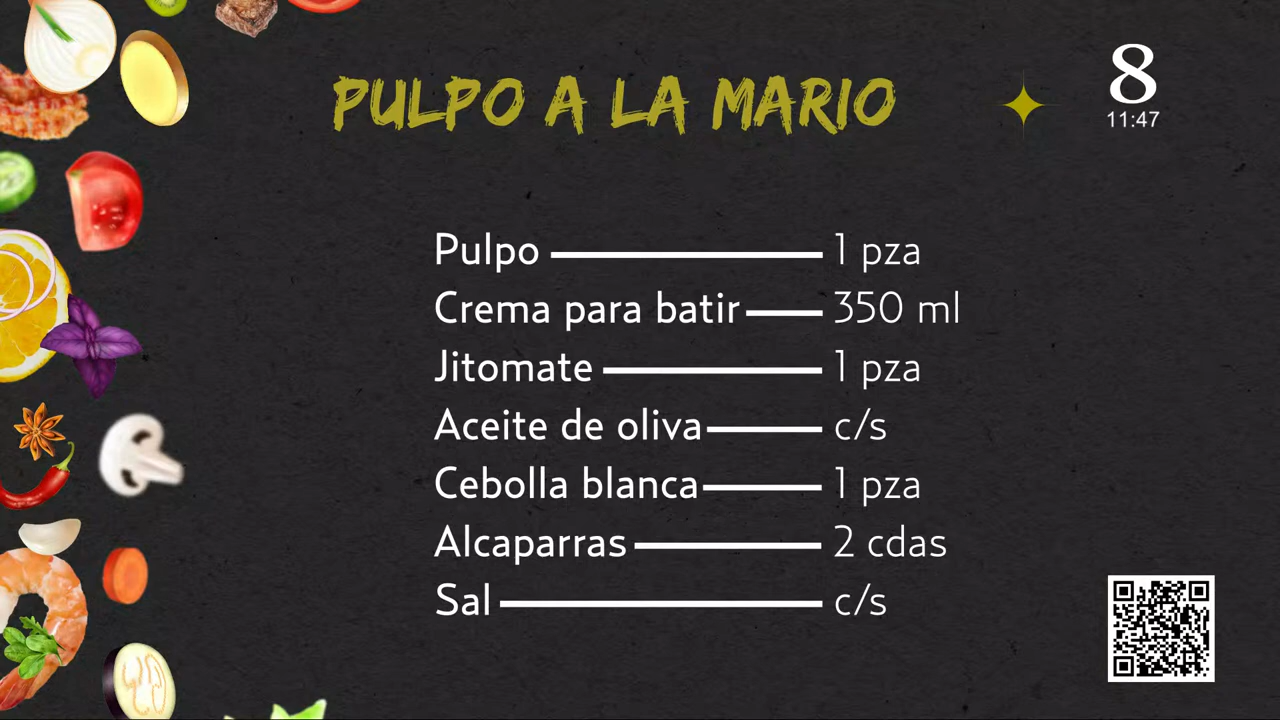 PULPO A LA MARIO
8
11:47
Pulpo 1 pza
Crema para batir 350 ml
Jitomate 1 pza
Aceite de oliva c/s
Cebolla blanca 1 pza
Alcaparras 2 cdas
Sal c/s